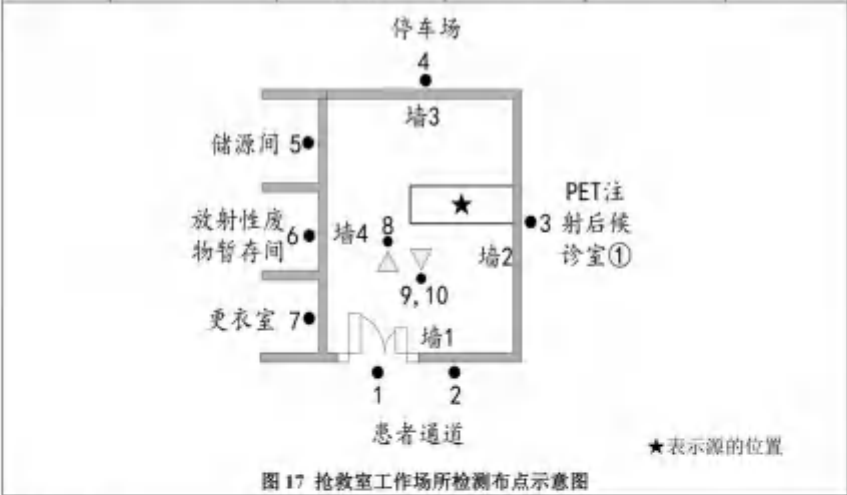 停车场
4
墙3
储源间 5
PET注
射后候
诊室①
3
放射性废
物暂存间
6
墙4
8
墙2
9,10
更衣室 7
墙1
1
2
患者通道
★表示源的位置
图 17 抢救室工作场所检测布点示意图